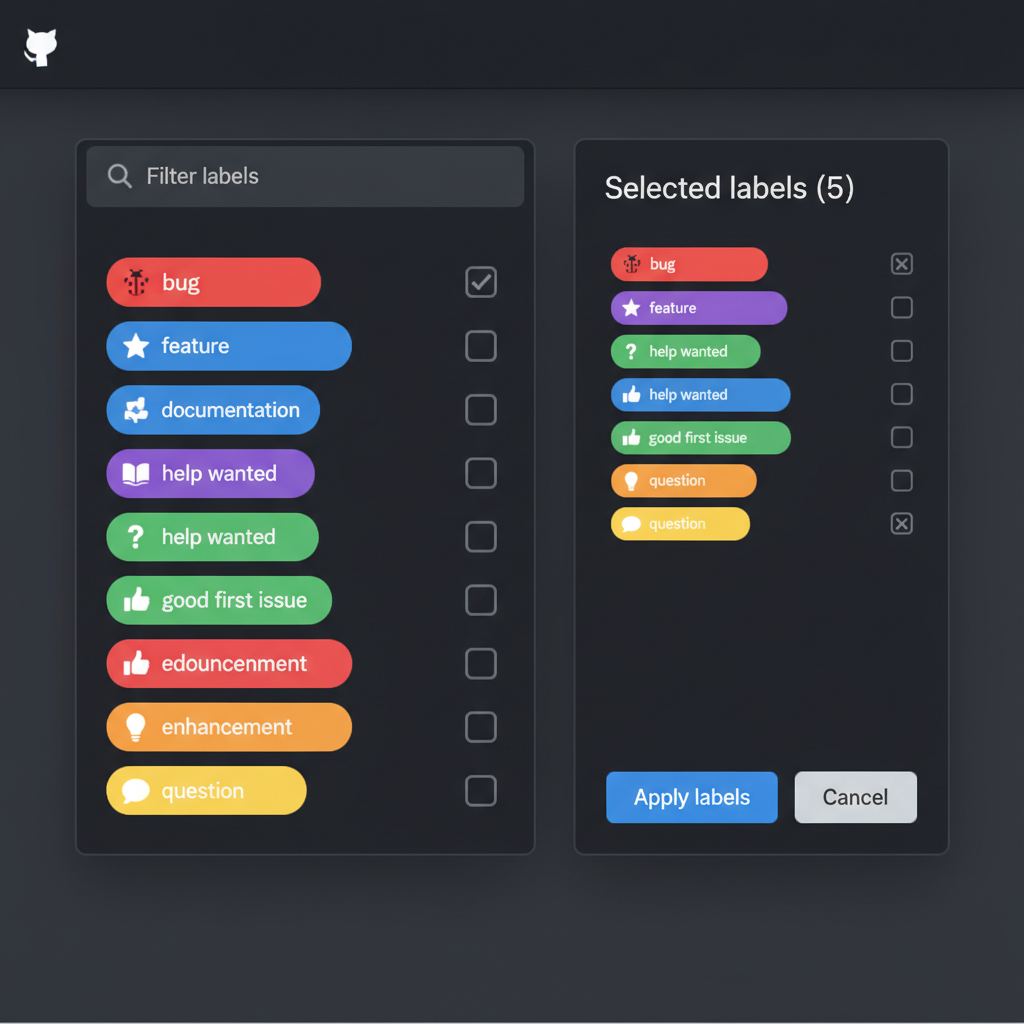 Filter labels
bug
feature
documentation
help wanted
help wanted
good first issue
edouncenment
enhancement
question
Selected labels (5)
bug
feature
help wanted
help wanted
good first issue
question
question
Apply labels
Cancel